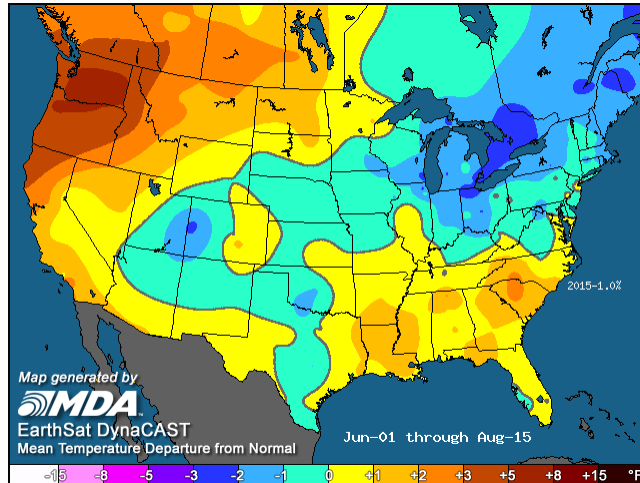 2015-1.0%
Map generated by
MDA™
EarthSat DynaCAST
Mean Temperature Departure from Normal
Jun-01 through Aug-15
-15 -8 -5 -3 -2 -1 0 +1 +2 +3 +5 +8 +15 °F